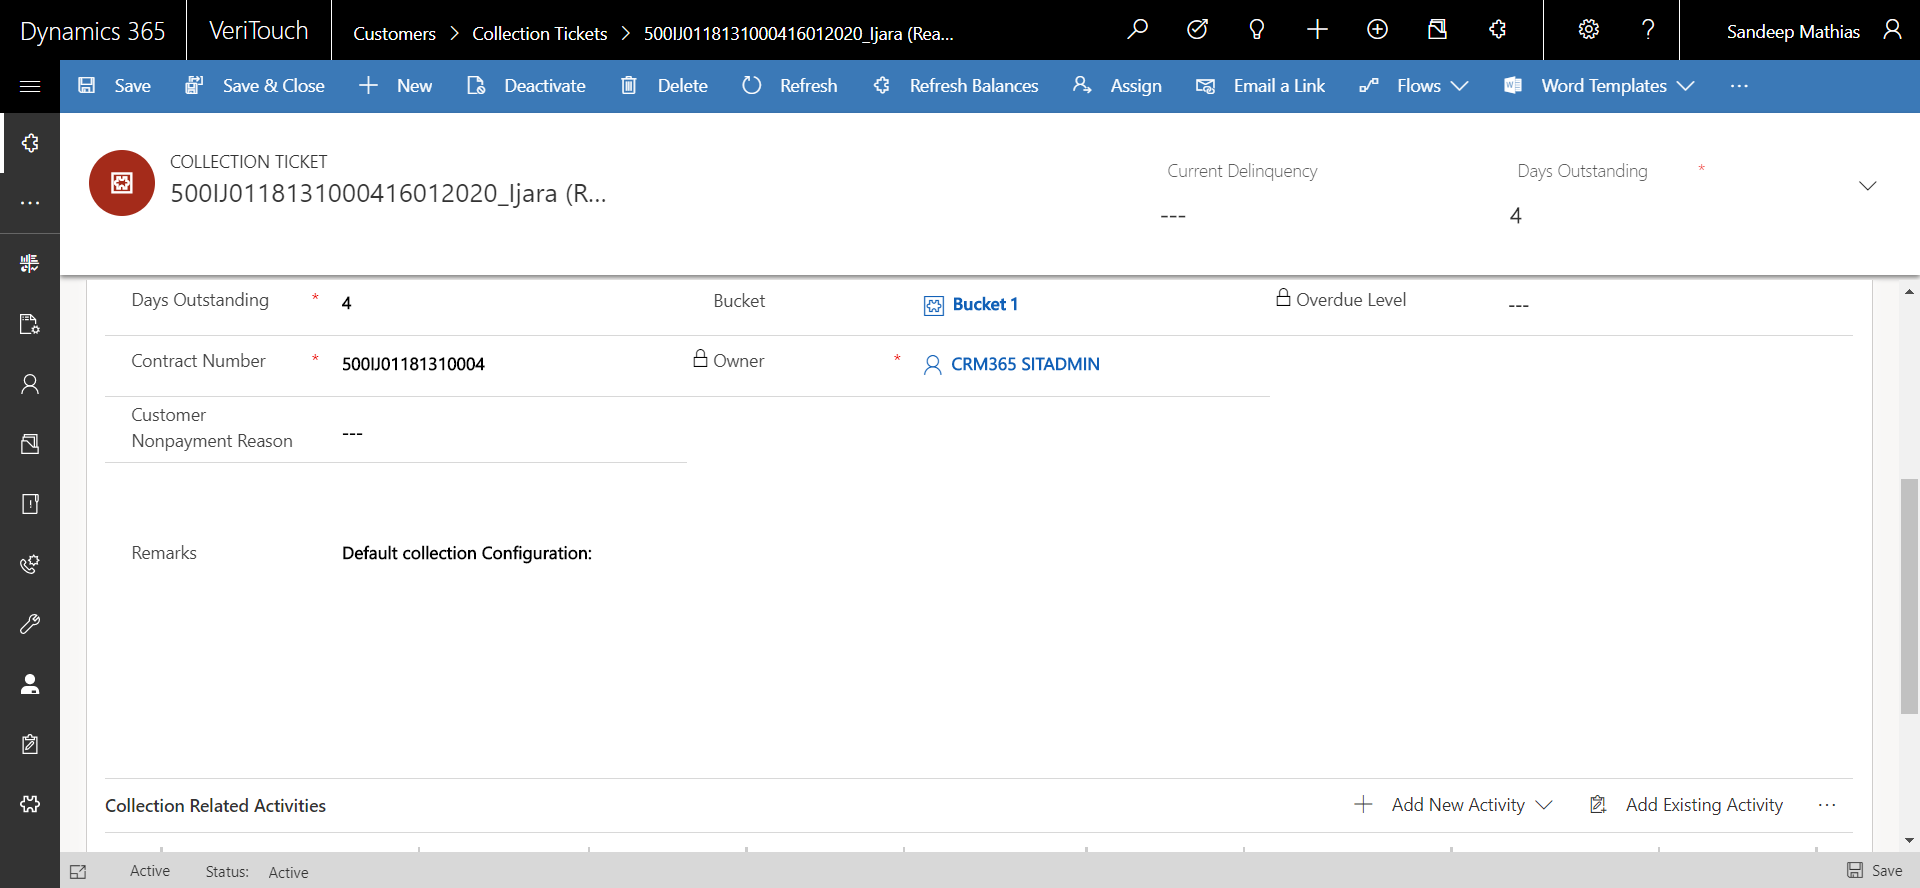 Dynamics 365
VeriTouch
Customers > Collection Tickets > 500IJ0118131000416012020_Ijara (Rea...
Sandeep Mathias
Save
Save & Close
New
Deactivate
Delete
Refresh
Refresh Balances
Assign
Email a Link
Flows
Word Templates
...
COLLECTION TICKET
500IJ0118131000416012020_Ijara (R...
Current Delinquency
---
Days Outstanding *
4
Days Outstanding * 4
Bucket Bucket 1
Overdue Level ---
Contract Number * 500IJ01181310004
Owner * CRM365 SITADMIN
Customer
Nonpayment Reason ---
Remarks Default collection Configuration:
Collection Related Activities
Add New Activity
Add Existing Activity
...
Active
Status: Active
Save